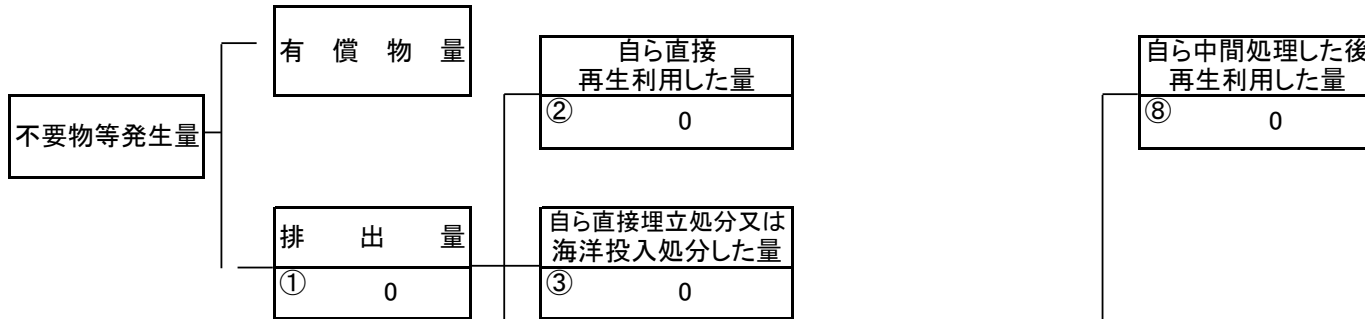 有償物量
不要物等発生量
排出量
① 0
自ら直接
再生利用した量
② 0
自ら直接埋立処分又は
海洋投入処分した量
③ 0
自ら中間処理した後
再生利用した量
⑧ 0